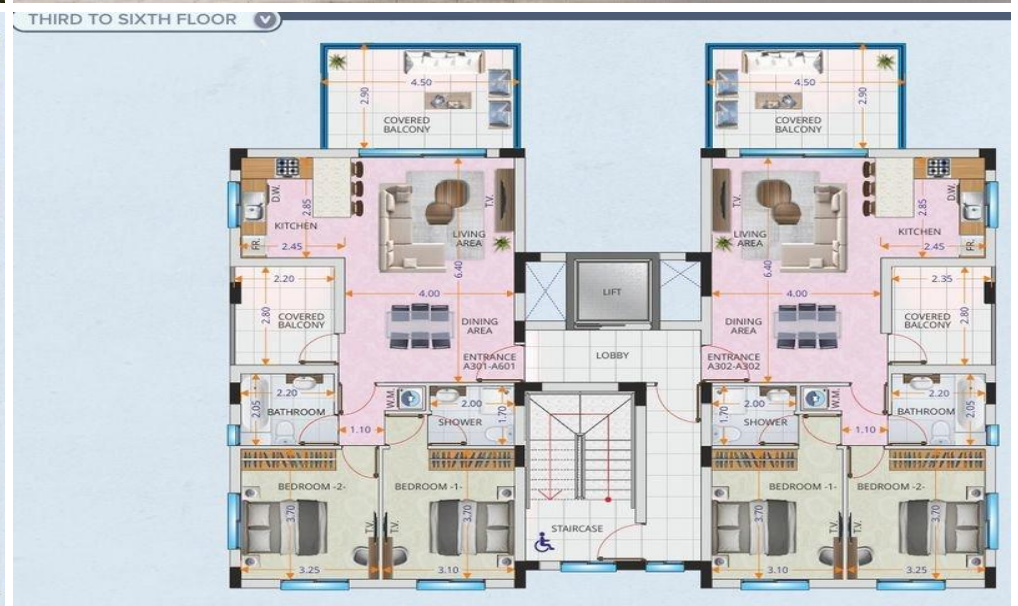 THIRD TO SIXTH FLOOR
4.50
2.90
COVERED
BALCONY
4.50
2.90
COVERED
BALCONY
D.W.
2.85
KITCHEN
FR.
2.45
T.V.
LIVING
AREA
6.40
4.00
2.20
2.80
COVERED
BALCONY
DINING
AREA
ENTRANCE
A301-A601
LIFT
LOBBY
T.V.
LIVING
AREA
6.40
4.00
D.W.
2.85
KITCHEN
FR.
2.45
2.35
2.80
COVERED
BALCONY
DINING
AREA
ENTRANCE
A302-A302
2.20
2.05
BATHROOM
W.M.
1.10
2.00
1.70
SHOWER
2.00
1.70
SHOWER
W.M.
1.10
2.20
2.05
BATHROOM
BEDROOM -2-
3.70
T.V.
3.25
BEDROOM -1-
3.70
T.V.
3.10
STAIRCASE
BEDROOM -1-
3.70
T.V.
3.10
BEDROOM -2-
3.70
T.V.
3.25